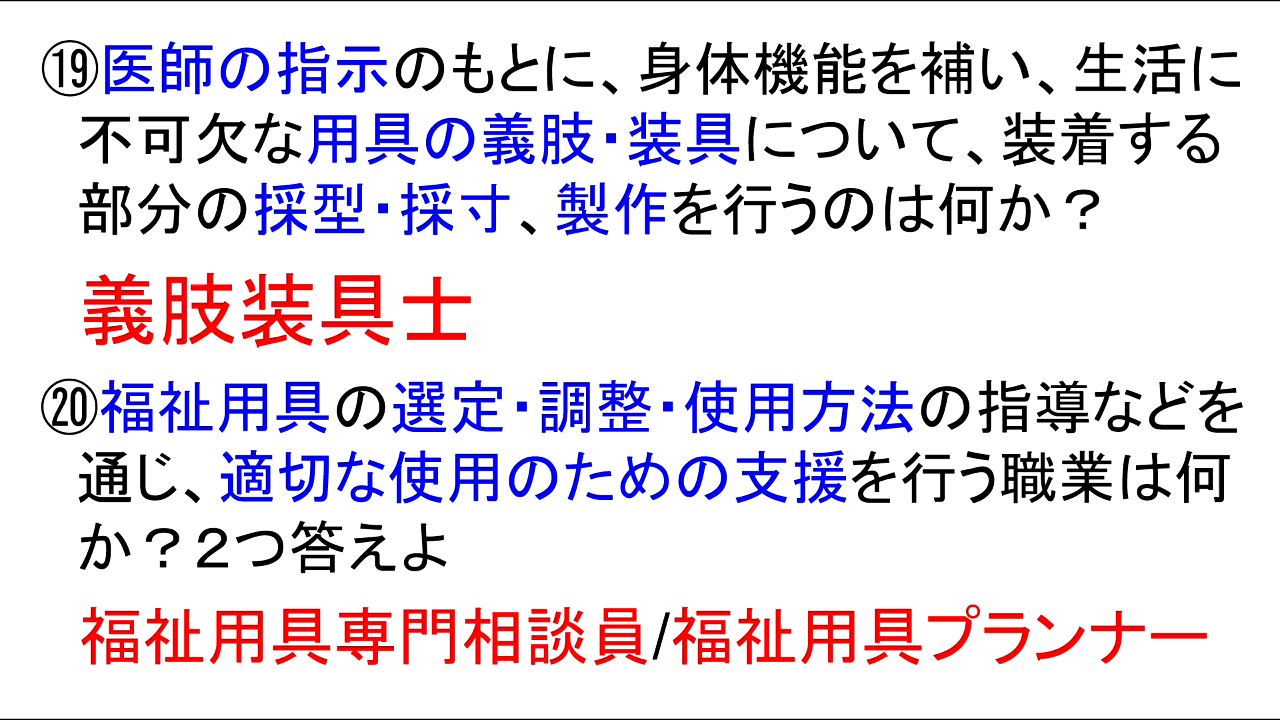 ⑲医師の指示のもとに、身体機能を補い、生活に
不可欠な用具の義肢・装具について、装着する
部分の採型・採寸、製作を行うのは何か？
義肢装具士
⑳福祉用具の選定・調整・使用方法の指導などを
通じ、適切な使用のための支援を行う職業は何
か？２つ答えよ
福祉用具専門相談員/福祉用具プランナー